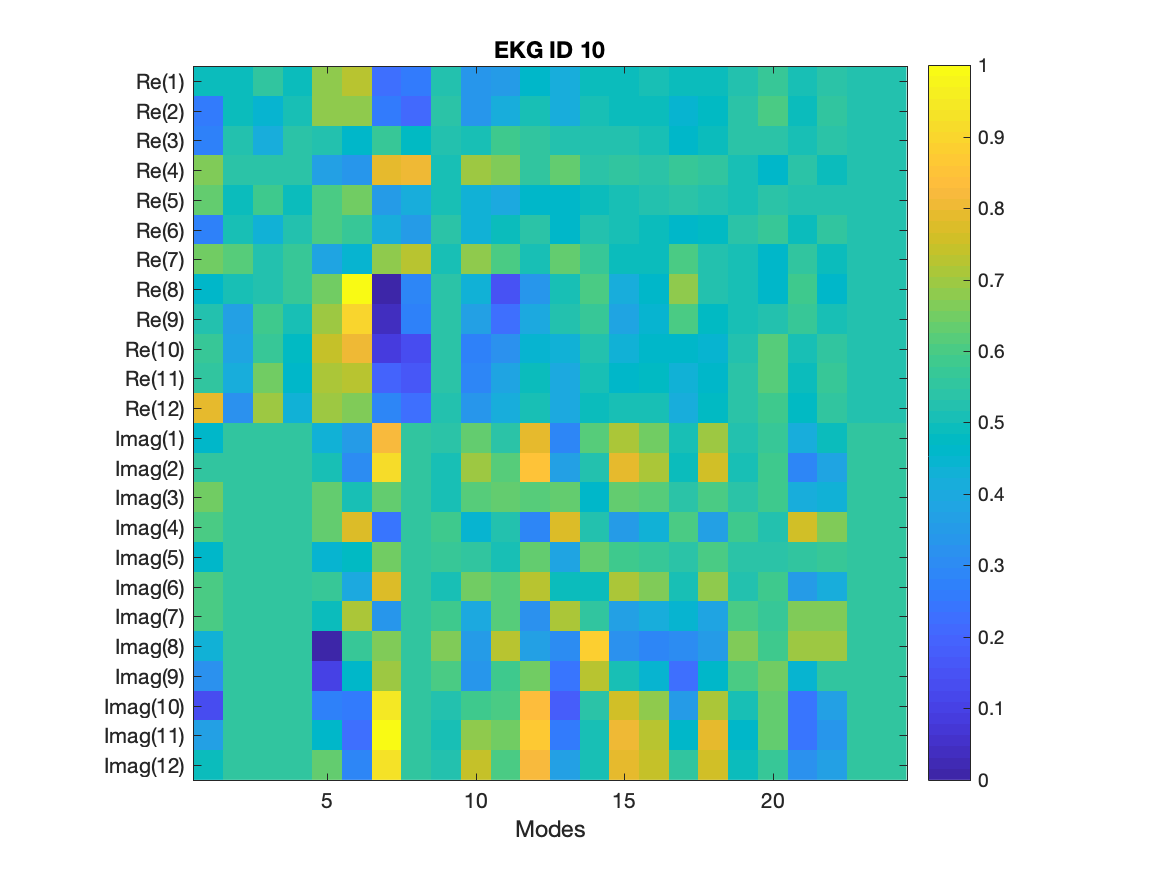 EKG ID 10
Re(1)
Re(2)
Re(3)
Re(4)
Re(5)
Re(6)
Re(7)
Re(8)
Re(9)
Re(10)
Re(11)
Re(12)
Imag(1)
Imag(2)
Imag(3)
Imag(4)
Imag(5)
Imag(6)
Imag(7)
Imag(8)
Imag(9)
Imag(10)
Imag(11)
Imag(12)
5 10 15 20
Modes
1
0.9
0.8
0.7
0.6
0.5
0.4
0.3
0.2
0.1
0